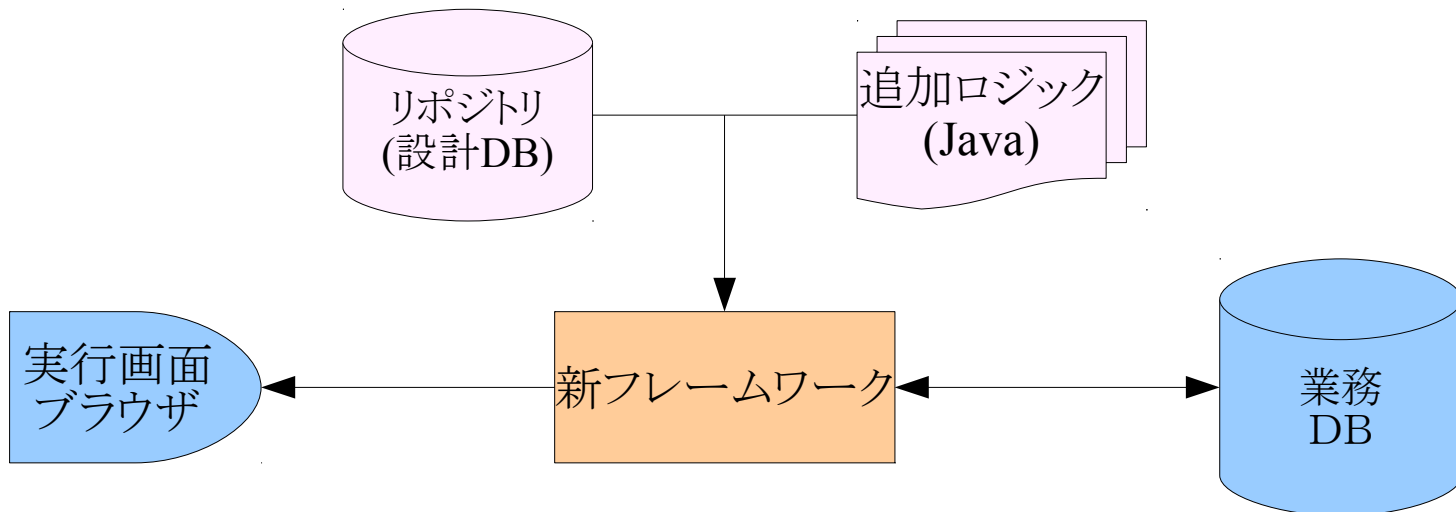 リポジトリ
(設計DB)
追加ロジック
(Java)
実行画面
ブラウザ
新フレームワーク
業務
DB